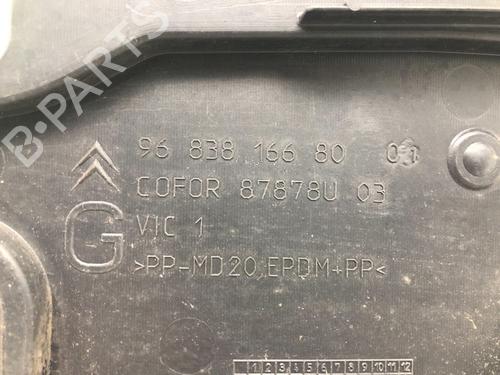 B-PARTS
96 838 166 80 01
COFOR 87878U 03
G
VIC 1
>PP-MD20,EPDM+PP<
1 2 3 4 5 6 7 8 9 10 11 12